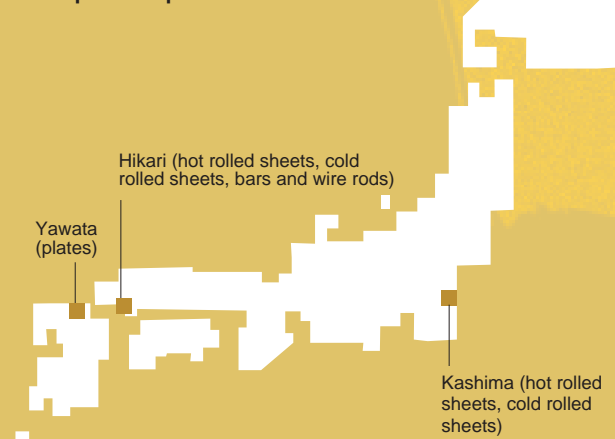 Hikari (hot rolled sheets, cold
rolled sheets, bars and wire rods)
Yawata
(plates)
Kashima (hot rolled
sheets, cold rolled
sheets)